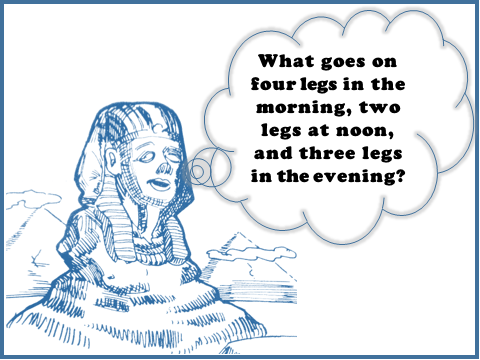 What goes on
four legs in the
morning, two
legs at noon,
and three legs
in the evening?